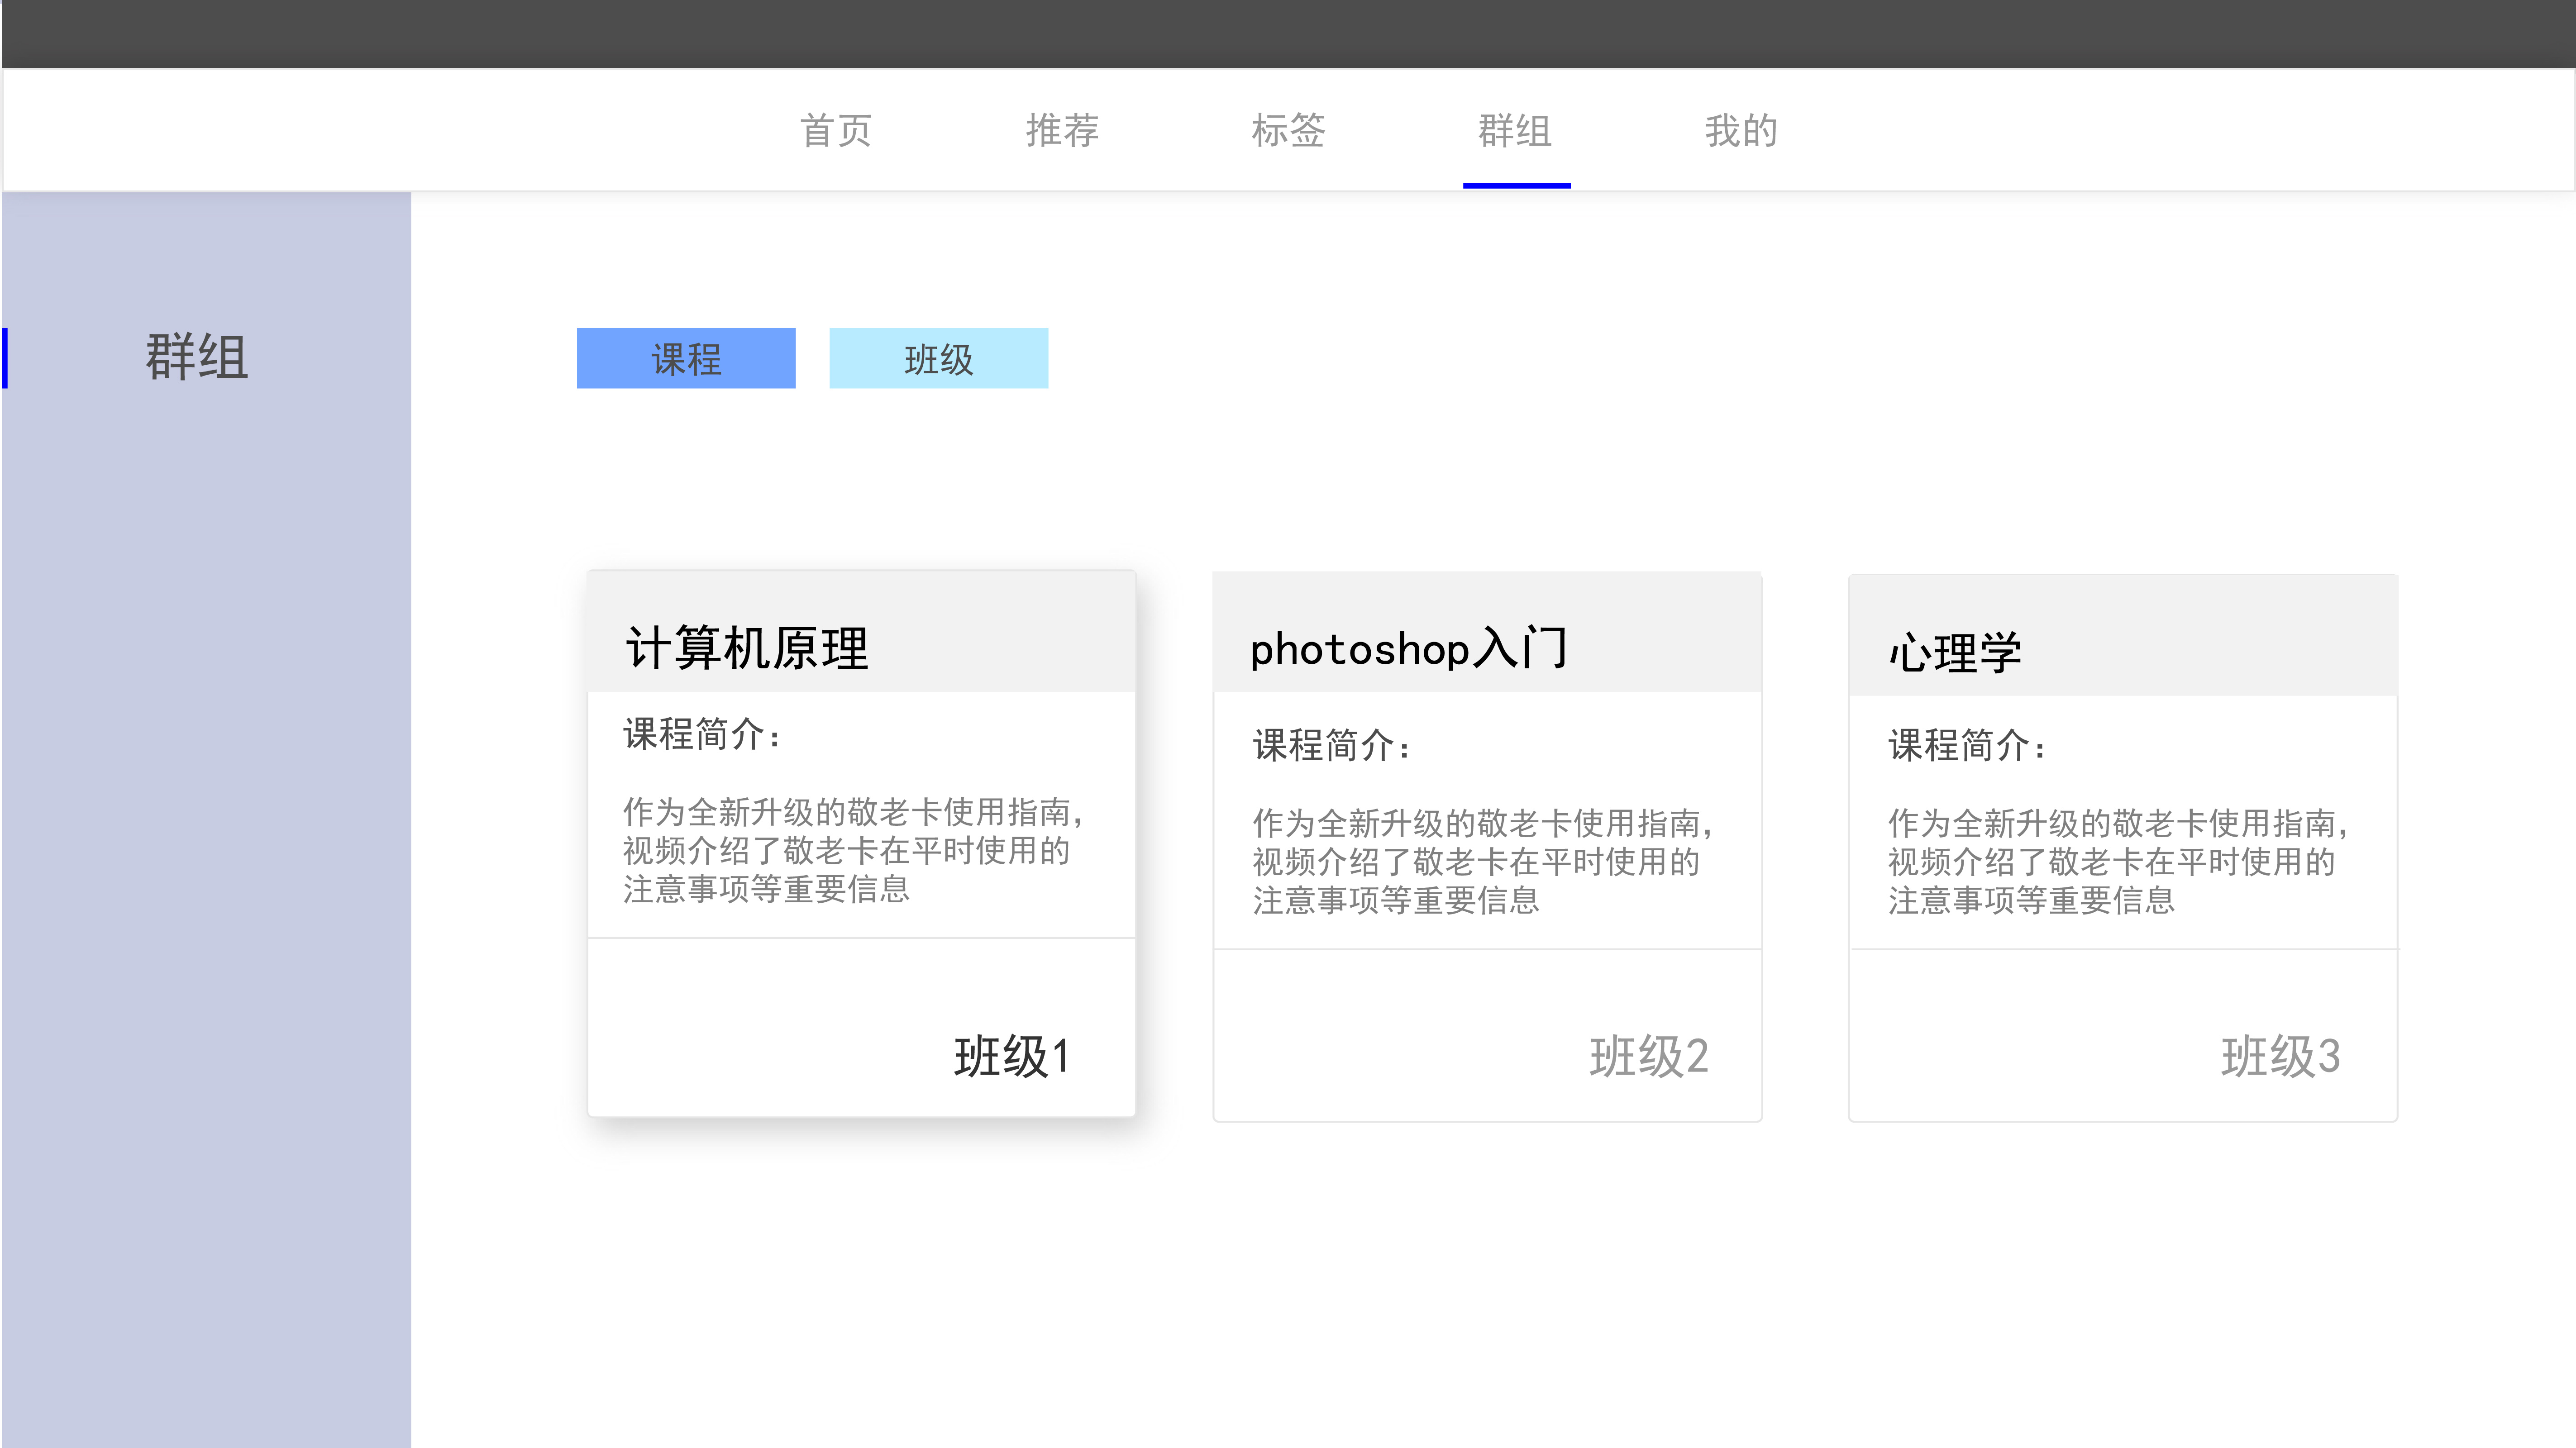 首页 推荐 标签 群组 我的
群组
课程 班级
计算机原理
课程简介：
作为全新升级的敬老卡使用指南，
视频介绍了敬老卡在平时使用的
注意事项等重要信息
班级1
photoshop入门
课程简介：
作为全新升级的敬老卡使用指南，
视频介绍了敬老卡在平时使用的
注意事项等重要信息
班级2
心理学
课程简介：
作为全新升级的敬老卡使用指南，
视频介绍了敬老卡在平时使用的
注意事项等重要信息
班级3